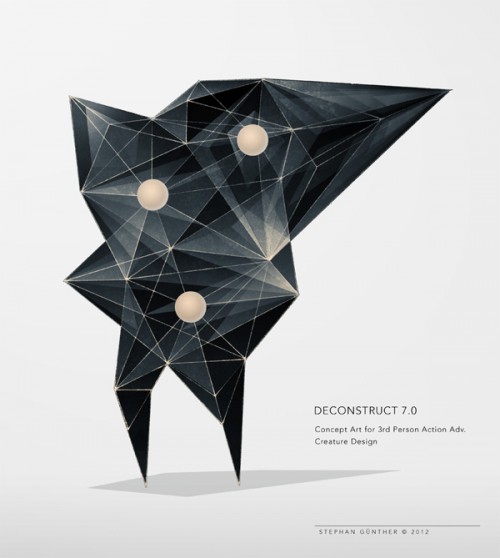 DECONSTRUCT 7.0
Concept Art for 3rd Person Action Adv.
Creature Design
STEPHAN GÜNTHER © 2012